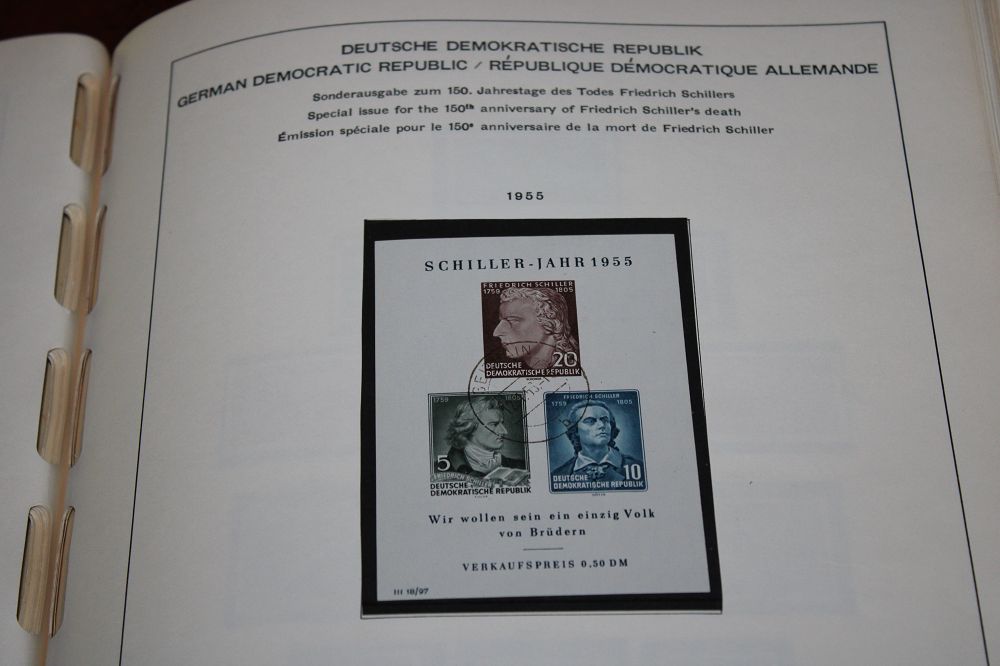 DEUTSCHE DEMOKRATISCHE REPUBLIK
GERMAN DEMOCRATIC REPUBLIC / RÉPUBLIQUE DÉMOCRATIQUE ALLEMANDE
Sonderausgabe zum 150. Jahrestage des Todes Friedrich Schillers
Special issue for the 150th anniversary of Friedrich Schiller's death
Émission spéciale pour le 150e anniversaire de la mort de Friedrich Schiller
1955
SCHILLER-JAHR 1955
FRIEDRICH SCHILLER
1759 1805
20
DEUTSCHE
DEMOKRATISCHE REPUBLIK
1759 1805
5
FRIEDRICH SCHILLER
DEUTSCHE
DEMOKRATISCHE REPUBLIK
FRIEDRICH SCHILLER
1759 1805
10
DEUTSCHE
DEMOKRATISCHE REPUBLIK
Wir wollen sein ein einzig Volk
von Brüdern
VERKAUFSPREIS 0,50 DM
III 18/97